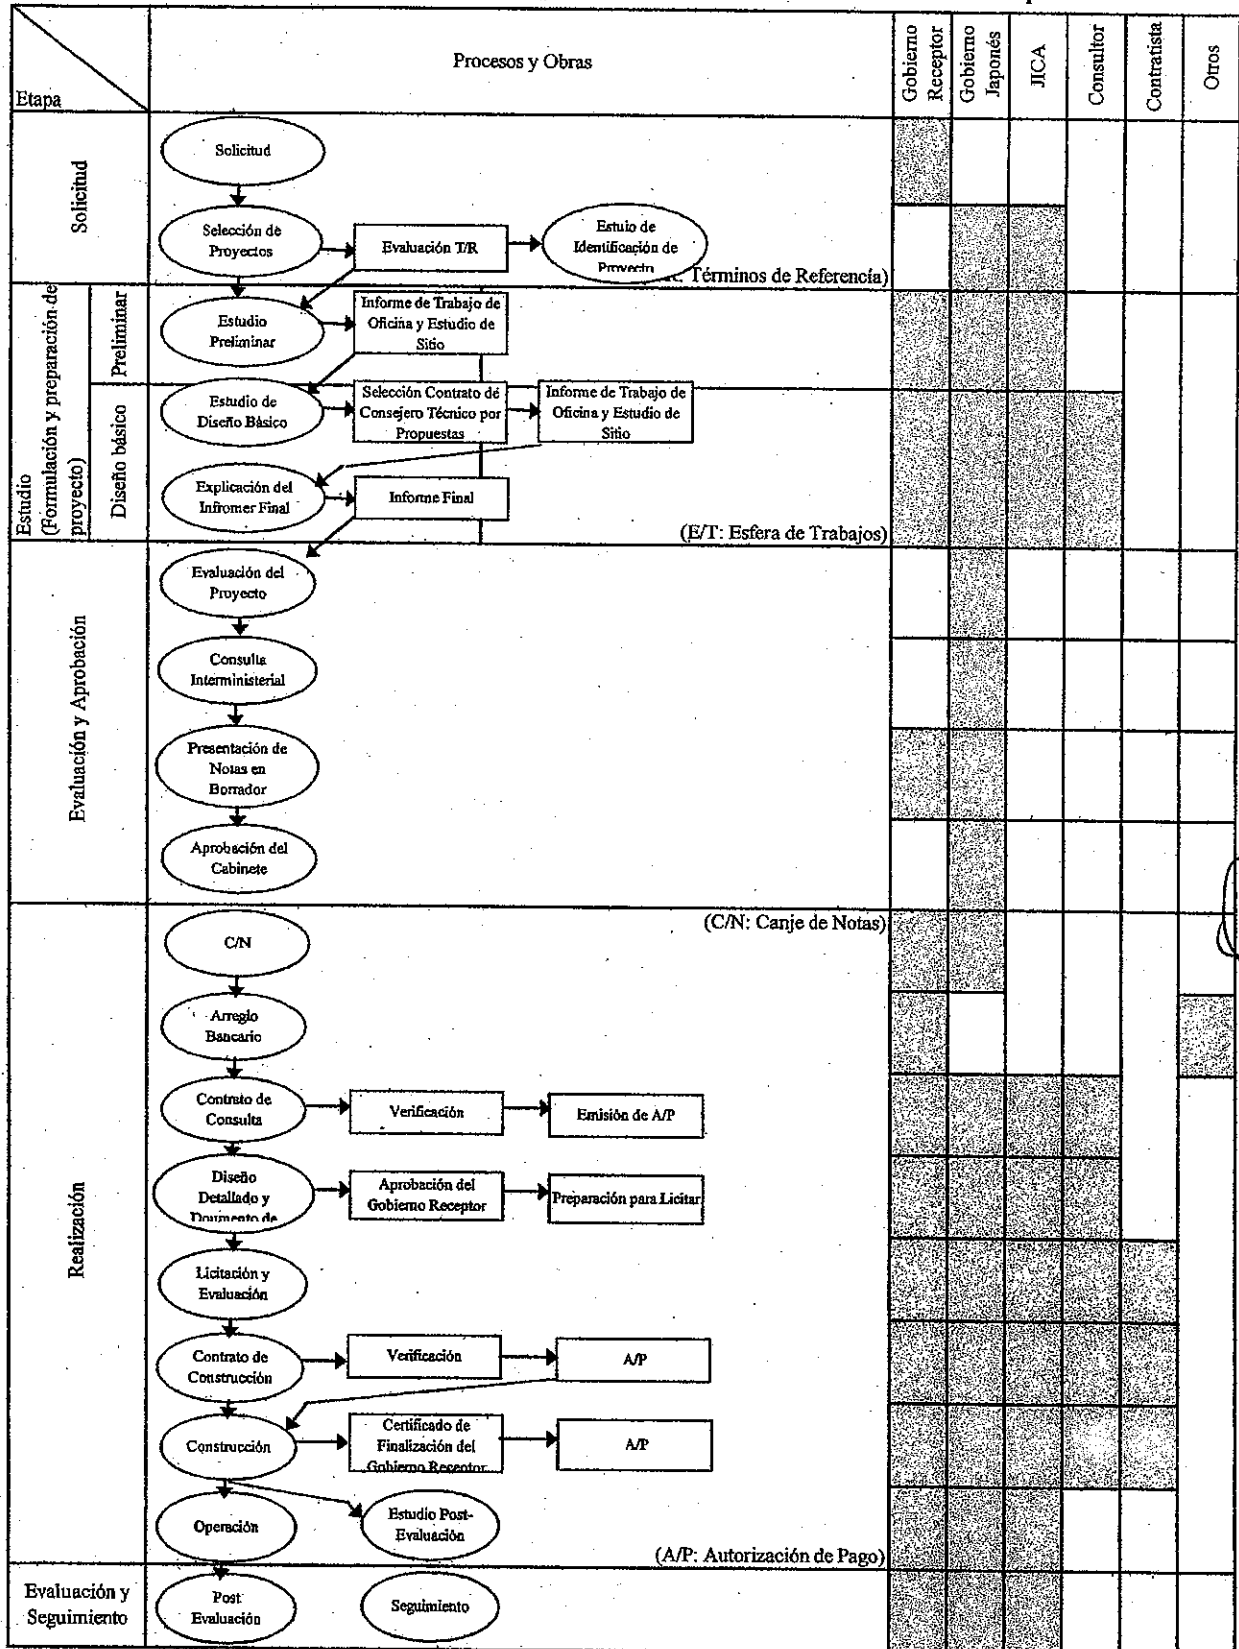 Etapa
Procesos y Obras
Gobierno
Receptor
Gobierno
Japonés
JICA
Consultor
Contratista
Otros
Solicitud
Solicitud
Selección de
Proyectos
Evaluación T/R
Estuio de
Identificación de
Proyecto
Términos de Referencia)
Estudio
(Formulación y preparación de
proyecto)
Preliminar
Estudio
Preliminar
Informe de Trabajo de
Oficina y Estudio de
Sitio
Diseño básico
Estudio de
Diseño Básico
Selección Contrato de
Consejero Técnico por
Propuestas
Informe de Trabajo de
Oficina y Estudio de
Sitio
Explicación del
Infromer Final
Informe Final
(E/T: Esfera de Trabajos)
Evaluación y Aprobación
Evaluación del
Proyecto
Consulta
Interministerial
Presentación de
Notas en
Borrador
Aprobación del
Cabinete
Realización
(C/N: Canje de Notas)
C/N
Arreglo
Bancario
Contrato de
Consulta
Verificación
Emisión de A/P
Diseño
Detallado y
Doumento de
Aprobación del
Gobierno Receptor
Preparación para Licitar
Licitación y
Evaluación
Contrato de
Construcción
Verificación
A/P
Construcción
Certificado de
Finalización del
Gobierno Receptor
A/P
Operación
Estudio Post-
Evaluación
(A/P: Autorización de Pago)
Evaluación y
Seguimiento
Post
Evaluación
Seguimiento